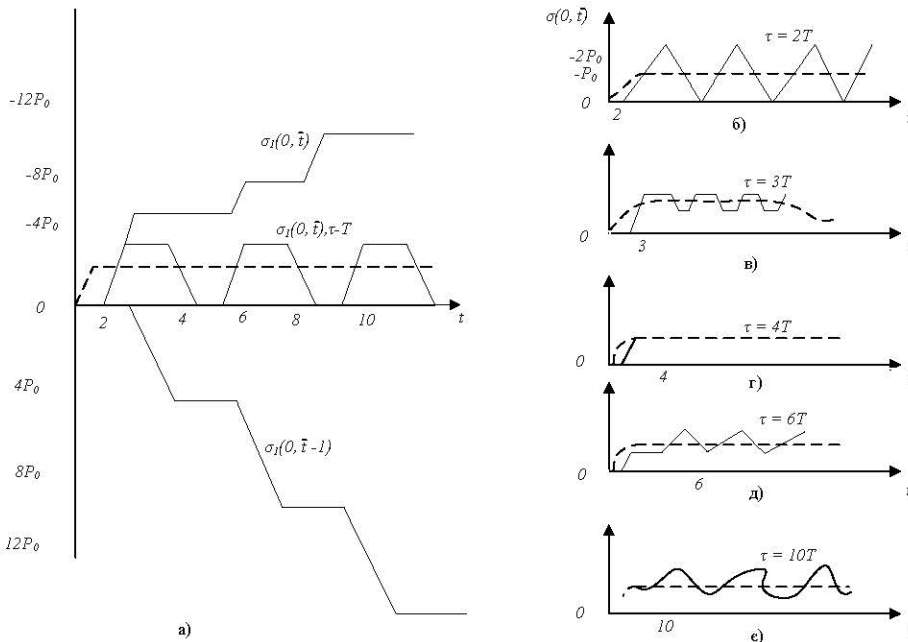 -12P₀
-8P₀
-4P₀
0
4P₀
8P₀
12P₀
σ₁(0, t̄)
σ₁(0, t̄),τ-T
2 4 6 8 10 t
σ₁(0, t̄ -1)
а)
σ(0, t̄)
-2P₀
-P₀
0
τ = 2T
2
б)
τ = 3T
0
3
в)
τ = 4T
0
4
г)
τ = 6T
0
6
д)
τ = 10T
0
10
є)